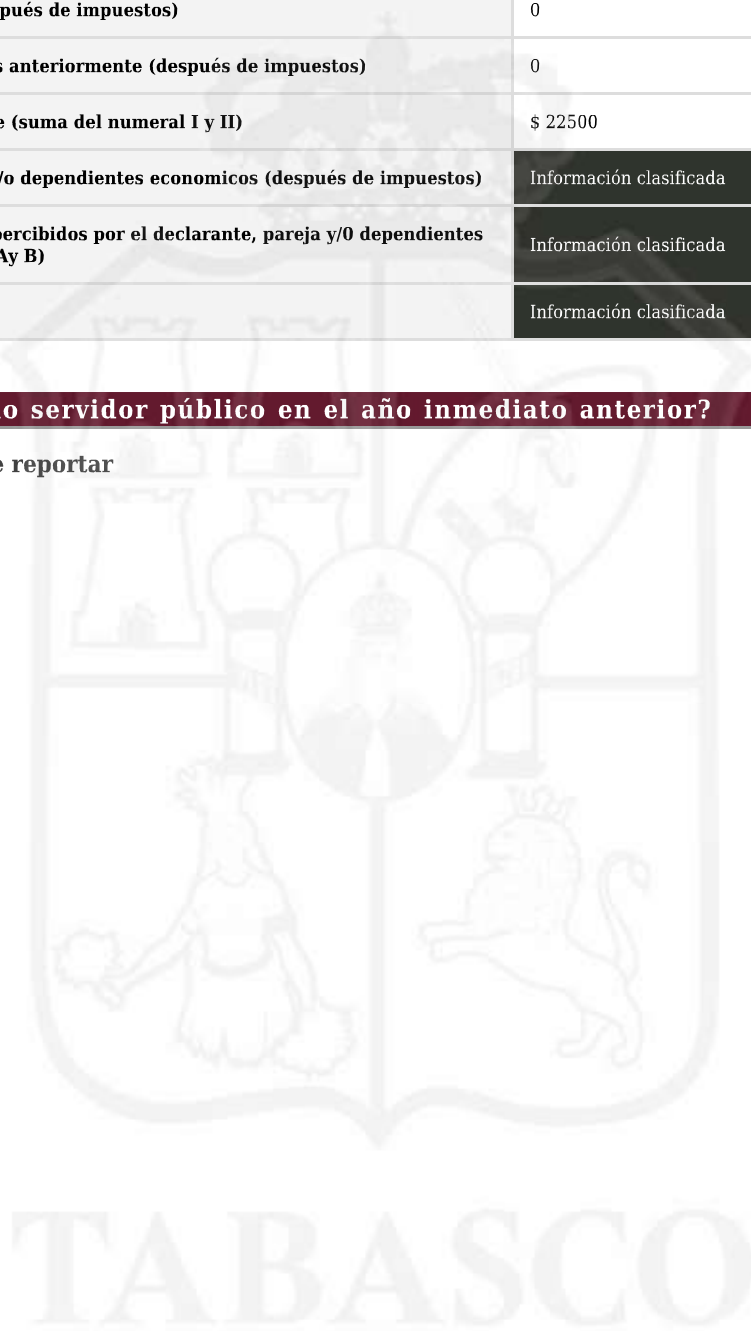 pués de impuestos)
0
s anteriormente (después de impuestos)
0
e (suma del numeral I y II)
$ 22500
/o dependientes economicos (después de impuestos)
Información clasificada
percibidos por el declarante, pareja y/0 dependientes
Ay B)
Información clasificada
Información clasificada
o servidor público en el año inmediato anterior?
e reportar
TABASCO